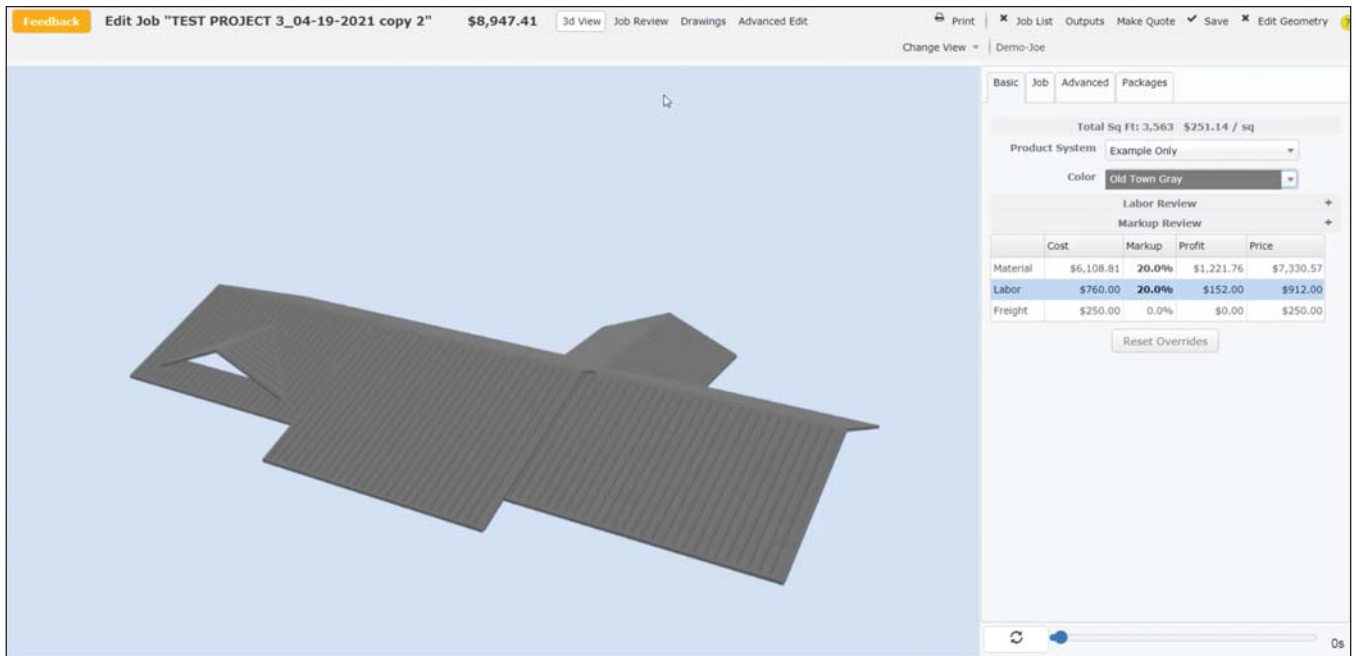 Feedback Edit Job "TEST PROJECT 3_04-19-2021 copy 2" $8,947.41 3d View Job Review Drawings Advanced Edit Print Job List Outputs Make Quote Save Edit Geometry ?
Change View Demo-Joe
Basic Job Advanced Packages
Total Sq Ft: 3,563 $251.14 / sq
Product System Example Only
Color Old Town Gray
Labor Review +
Markup Review +
Cost Markup Profit Price
Material $6,108.81 20.0% $1,221.76 $7,330.57
Labor $760.00 20.0% $152.00 $912.00
Freight $250.00 0.0% $0.00 $250.00
Reset Overrides
0s